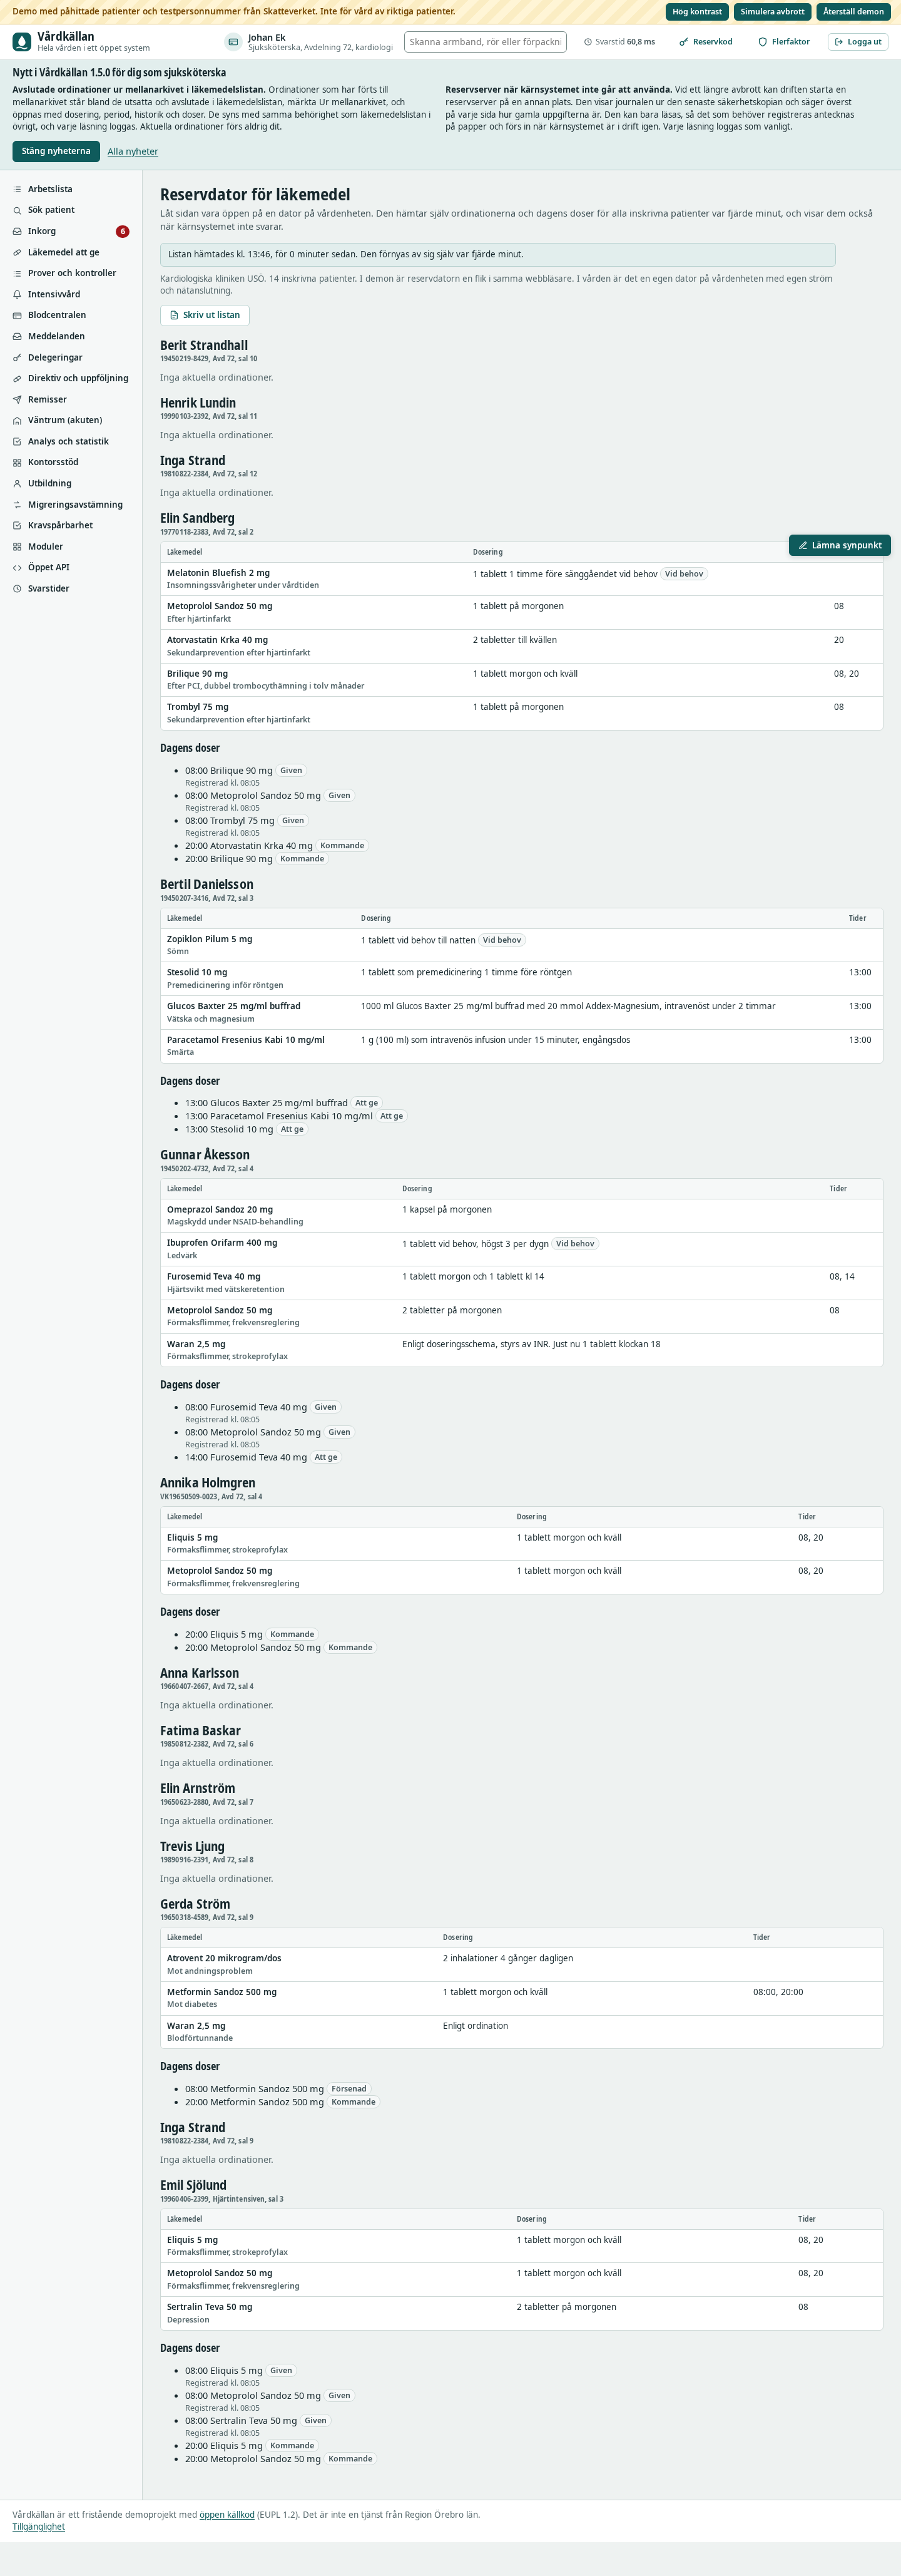 Demo med påhittade patienter och testpersonnummer från Skatteverket. Inte för vård av riktiga patienter.
Hög kontrast
Simulera avbrott
Återställ demon
Vårdkällan
Hela vården i ett öppet system
Johan Ek
Sjuksköterska, Avdelning 72, kardiologi
Skanna armband, rör eller förpackni
Svarstid 60,8 ms
Reservkod
Flerfaktor
Logga ut
Nytt i Vårdkällan 1.5.0 för dig som sjuksköterska
Avslutade ordinationer ur mellanarkivet i läkemedelslistan. Ordinationer som har förts till
mellanarkivet står bland de utsatta och avslutade i läkemedelslistan, märkta Ur mellanarkivet, och
öppnas med dosering, period, historik och doser. De syns med samma behörighet som läkemedelslistan i
övrigt, och varje läsning loggas. Aktuella ordinationer förs aldrig dit.
Reservserver när kärnsystemet inte går att använda. Vid ett längre avbrott kan driften starta en
reservserver på en annan plats. Den visar journalen ur den senaste säkerhetskopian och säger överst
på varje sida hur gamla uppgifterna är. Den kan bara läsas, så det som behöver registreras antecknas
på papper och förs in när kärnsystemet är i drift igen. Varje läsning loggas som vanligt.
Stäng nyheterna
Alla nyheter
Arbetslista
Sök patient
Inkorg
6
Läkemedel att ge
Prover och kontroller
Intensivvård
Blodcentralen
Meddelanden
Delegeringar
Direktiv och uppföljning
Remisser
Väntrum (akuten)
Analys och statistik
Kontorsstöd
Utbildning
Migreringsavstämning
Kravspårbarhet
Moduler
Öppet API
Svarstider
Reservdator för läkemedel
Låt sidan vara öppen på en dator på vårdenheten. Den hämtar själv ordinationerna och dagens doser för alla inskrivna patienter var fjärde minut, och visar dem också
när kärnsystemet inte svarar.
Listan hämtades kl. 13:46, för 0 minuter sedan. Den förnyas av sig själv var fjärde minut.
Kardiologiska kliniken USÖ. 14 inskrivna patienter. I demon är reservdatorn en flik i samma webbläsare. I vården är det en egen dator på vårdenheten med egen ström
och nätanslutning.
Skriv ut listan
Berit Strandhall
19450219-8429, Avd 72, sal 10
Inga aktuella ordinationer.
Henrik Lundin
19990103-2392, Avd 72, sal 11
Inga aktuella ordinationer.
Inga Strand
19810822-2384, Avd 72, sal 12
Inga aktuella ordinationer.
Elin Sandberg
19770118-2383, Avd 72, sal 2
Lämna synpunkt
Läkemedel Dosering
Melatonin Bluefish 2 mg 1 tablett 1 timme före sänggåendet vid behov Vid behov
Insomningssvårigheter under vårdtiden
Metoprolol Sandoz 50 mg 1 tablett på morgonen 08
Efter hjärtinfarkt
Atorvastatin Krka 40 mg 2 tabletter till kvällen 20
Sekundärprevention efter hjärtinfarkt
Brilique 90 mg 1 tablett morgon och kväll 08, 20
Efter PCI, dubbel trombocythämning i tolv månader
Trombyl 75 mg 1 tablett på morgonen 08
Sekundärprevention efter hjärtinfarkt
Dagens doser
08:00 Brilique 90 mg Given
Registrerad kl. 08:05
08:00 Metoprolol Sandoz 50 mg Given
Registrerad kl. 08:05
08:00 Trombyl 75 mg Given
Registrerad kl. 08:05
20:00 Atorvastatin Krka 40 mg Kommande
20:00 Brilique 90 mg Kommande
Bertil Danielsson
19450207-3416, Avd 72, sal 3
Läkemedel Dosering Tider
Zopiklon Pilum 5 mg 1 tablett vid behov till natten Vid behov
Sömn
Stesolid 10 mg 1 tablett som premedicinering 1 timme före röntgen 13:00
Premedicinering inför röntgen
Glucos Baxter 25 mg/ml buffrad 1000 ml Glucos Baxter 25 mg/ml buffrad med 20 mmol Addex-Magnesium, intravenöst under 2 timmar 13:00
Vätska och magnesium
Paracetamol Fresenius Kabi 10 mg/ml 1 g (100 ml) som intravenös infusion under 15 minuter, engångsdos 13:00
Smärta
Dagens doser
13:00 Glucos Baxter 25 mg/ml buffrad Att ge
13:00 Paracetamol Fresenius Kabi 10 mg/ml Att ge
13:00 Stesolid 10 mg Att ge
Gunnar Åkesson
19450202-4732, Avd 72, sal 4
Läkemedel Dosering Tider
Omeprazol Sandoz 20 mg 1 kapsel på morgonen
Magskydd under NSAID-behandling
Ibuprofen Orifarm 400 mg 1 tablett vid behov, högst 3 per dygn Vid behov
Ledvärk
Furosemid Teva 40 mg 1 tablett morgon och 1 tablett kl 14 08, 14
Hjärtsvikt med vätskeretention
Metoprolol Sandoz 50 mg 2 tabletter på morgonen 08
Förmaksflimmer, frekvensreglering
Waran 2,5 mg Enligt doseringsschema, styrs av INR. Just nu 1 tablett klockan 18
Förmaksflimmer, strokeprofylax
Dagens doser
08:00 Furosemid Teva 40 mg Given
Registrerad kl. 08:05
08:00 Metoprolol Sandoz 50 mg Given
Registrerad kl. 08:05
14:00 Furosemid Teva 40 mg Att ge
Annika Holmgren
VK19650509-0023, Avd 72, sal 4
Läkemedel Dosering Tider
Eliquis 5 mg 1 tablett morgon och kväll 08, 20
Förmaksflimmer, strokeprofylax
Metoprolol Sandoz 50 mg 1 tablett morgon och kväll 08, 20
Förmaksflimmer, frekvensreglering
Dagens doser
20:00 Eliquis 5 mg Kommande
20:00 Metoprolol Sandoz 50 mg Kommande
Anna Karlsson
19660407-2667, Avd 72, sal 4
Inga aktuella ordinationer.
Fatima Baskar
19850812-2382, Avd 72, sal 6
Inga aktuella ordinationer.
Elin Arnström
19650623-2880, Avd 72, sal 7
Inga aktuella ordinationer.
Trevis Ljung
19890916-2391, Avd 72, sal 8
Inga aktuella ordinationer.
Gerda Ström
19650318-4589, Avd 72, sal 9
Läkemedel Dosering Tider
Atrovent 20 mikrogram/dos 2 inhalationer 4 gånger dagligen
Mot andningsproblem
Metformin Sandoz 500 mg 1 tablett morgon och kväll 08:00, 20:00
Mot diabetes
Waran 2,5 mg Enligt ordination
Blodförtunnande
Dagens doser
08:00 Metformin Sandoz 500 mg Försenad
20:00 Metformin Sandoz 500 mg Kommande
Inga Strand
19810822-2384, Avd 72, sal 9
Inga aktuella ordinationer.
Emil Sjölund
19960406-2399, Hjärtintensiven, sal 3
Läkemedel Dosering Tider
Eliquis 5 mg 1 tablett morgon och kväll 08, 20
Förmaksflimmer, strokeprofylax
Metoprolol Sandoz 50 mg 1 tablett morgon och kväll 08, 20
Förmaksflimmer, frekvensreglering
Sertralin Teva 50 mg 2 tabletter på morgonen 08
Depression
Dagens doser
08:00 Eliquis 5 mg Given
Registrerad kl. 08:05
08:00 Metoprolol Sandoz 50 mg Given
Registrerad kl. 08:05
08:00 Sertralin Teva 50 mg Given
Registrerad kl. 08:05
20:00 Eliquis 5 mg Kommande
20:00 Metoprolol Sandoz 50 mg Kommande
Vårdkällan är ett fristående demoprojekt med öppen källkod (EUPL 1.2). Det är inte en tjänst från Region Örebro län.
Tillgänglighet